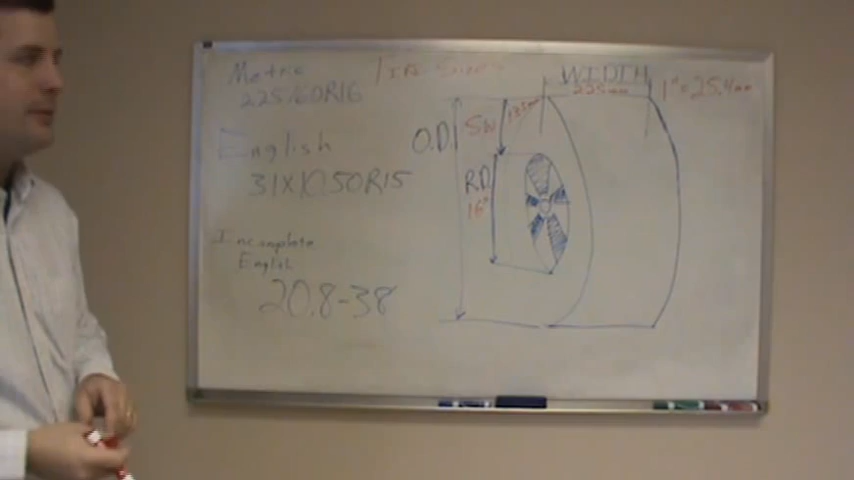 Metric
225/60R16
English
31X10.50R15
Incomplete
English
20.8-38
WIDTH
225mm
1"=25.4mm
O.D.
SW
135mm
R.D.
16"